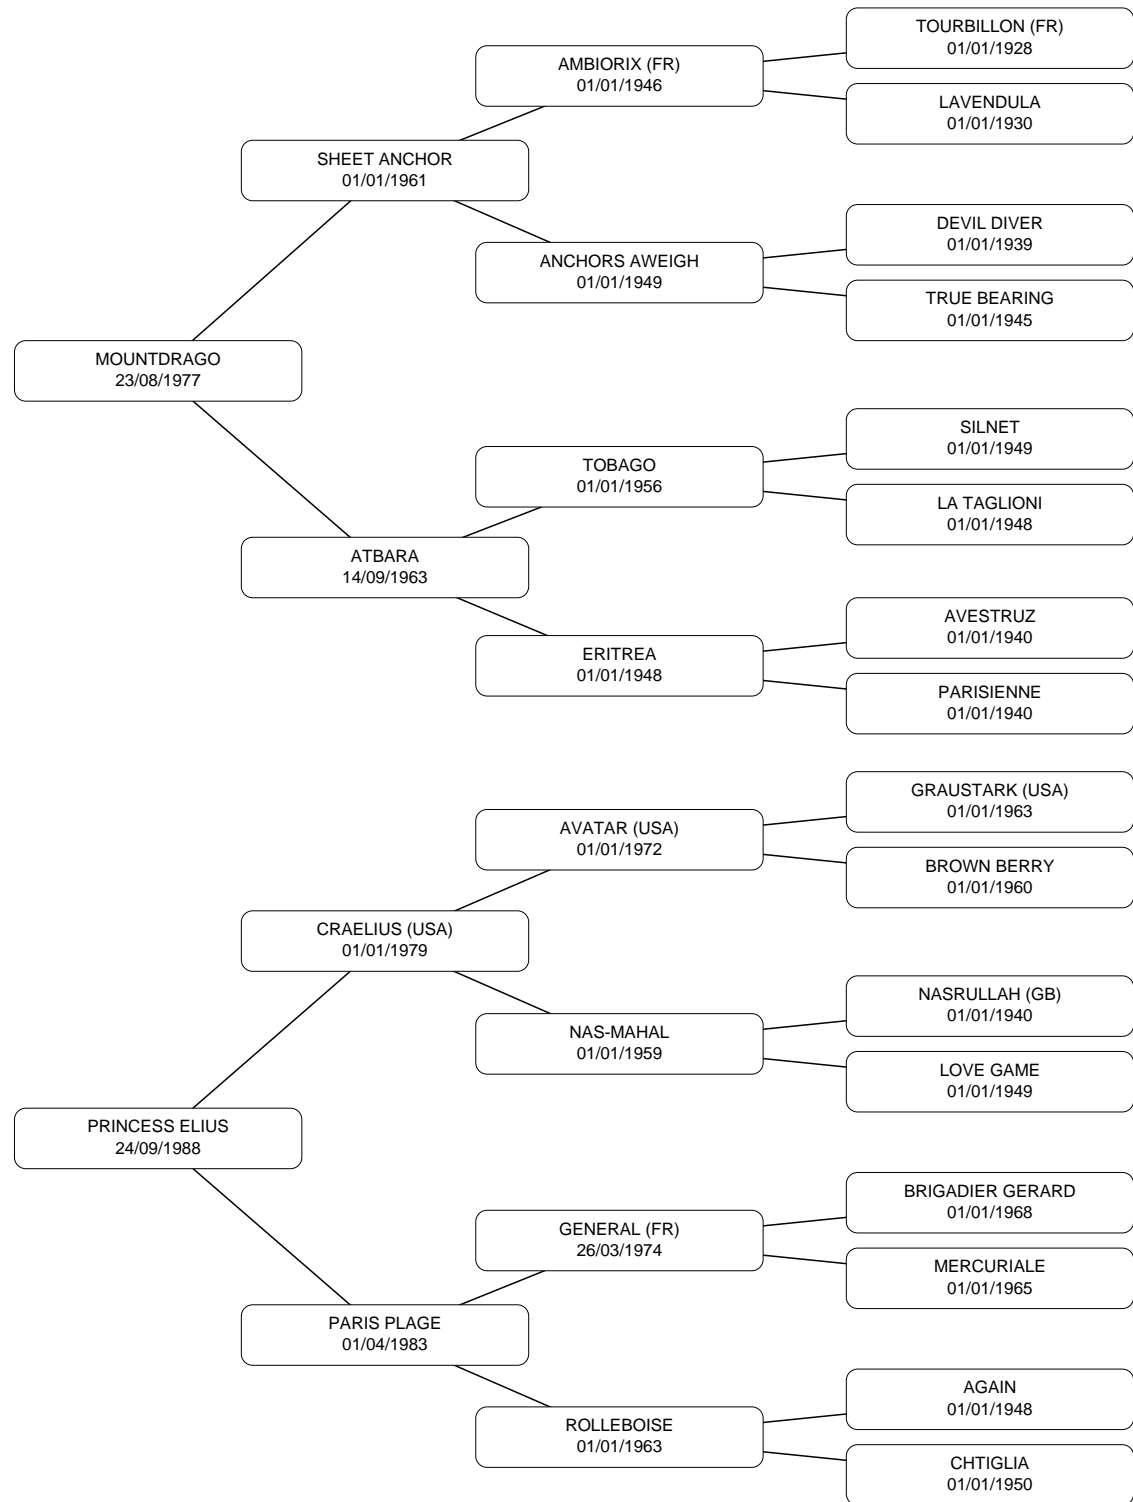 TOURBILLON (FR)
01/01/1928
AMBIORIX (FR)
01/01/1946
LAVENDULA
01/01/1930
SHEET ANCHOR
01/01/1961
DEVIL DIVER
01/01/1939
ANCHORS AWEIGH
01/01/1949
TRUE BEARING
01/01/1945
MOUNTDRAGO
23/08/1977
SILNET
01/01/1949
TOBAGO
01/01/1956
LA TAGLIONI
01/01/1948
ATBARA
14/09/1963
AVESTRUZ
01/01/1940
ERITREA
01/01/1948
PARISIENNE
01/01/1940
GRAUSTARK (USA)
01/01/1963
AVATAR (USA)
01/01/1972
BROWN BERRY
01/01/1960
CRAELIUS (USA)
01/01/1979
NASRULLAH (GB)
01/01/1940
NAS-MAHAL
01/01/1959
LOVE GAME
01/01/1949
PRINCESS ELIUS
24/09/1988
BRIGADIER GERARD
01/01/1968
GENERAL (FR)
26/03/1974
MERCURIALE
01/01/1965
PARIS PLAGE
01/04/1983
AGAIN
01/01/1948
ROLLEBOISE
01/01/1963
CHTIGLIA
01/01/1950